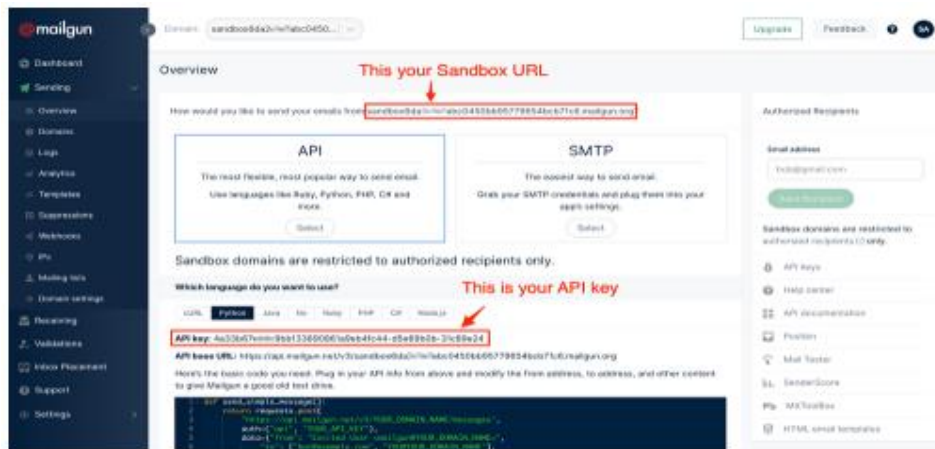 mailgun
Domain:
Upgrade
Feedback
SA
Dashboard
Sending
Overview
Domains
Logs
Analytics
Templates
Suppressions
Webhooks
IPs
Mailing lists
Domain settings
Receiving
Validations
Inbox Placement
Support
Settings
Overview
This your Sandbox URL
How would you like to send your emails from
API
The most flexible, most popular way to send email.
Use languages like Ruby, Python, PHP, C# and
more.
Select
SMTP
The easiest way to send email.
Grab your SMTP credentials and plug them into your
app's settings.
Select
Sandbox domains are restricted to authorized recipients only.
Which language do you want to use?
This is your API key
cURL Python Java Go Ruby PHP C# Node.js
API key:
API base URL:
Here's the basic code you need. Plug in your API info from above and modify the from address, to address, and other content
to give Mailgun a good old test drive.
def send_simple_message():
return requests.post(
Authorized Recipients
Email address
Sandbox domains are restricted to
authorized recipients only.
API keys
Help center
API documentation
Postbin
Mail Tester
SenderScore
MXToolBox
HTML email templates